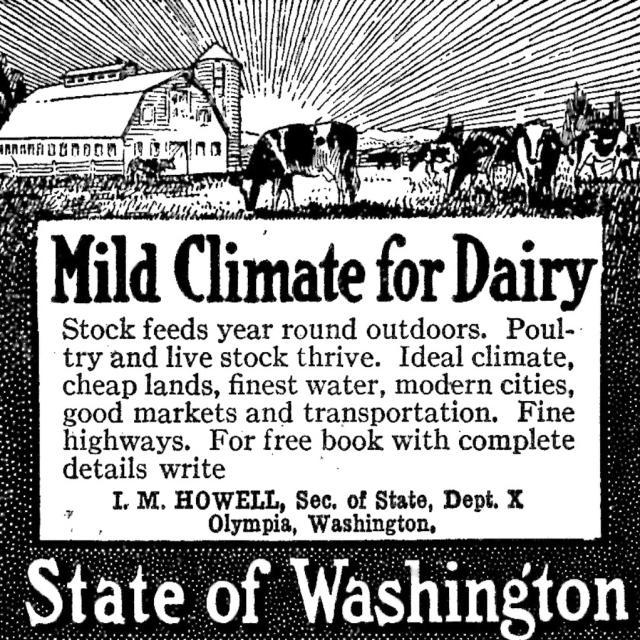 Mild Climate for Dairy
Stock feeds year round outdoors. Poul-
try and live stock thrive. Ideal climate,
cheap lands, finest water, modern cities,
good markets and transportation. Fine
highways. For free book with complete
details write
I. M. HOWELL, Sec. of State, Dept. X
Olympia, Washington.
State of Washington